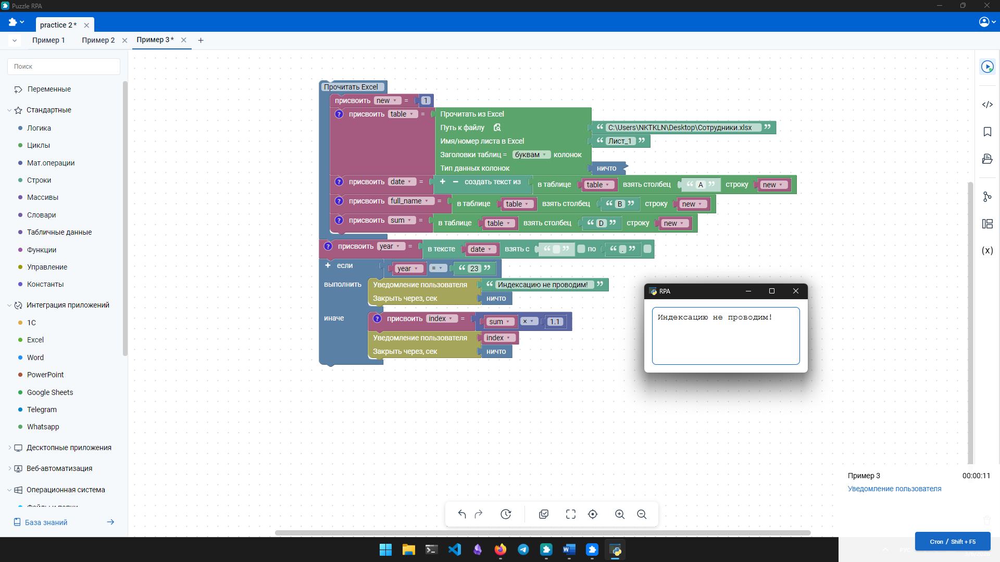 Puzzle RPA
practice 2*
Пример 1
Пример 2
Пример 3*
Поиск
Переменные
Стандартные
Логика
Циклы
Мат.операции
Строки
Массивы
Словари
Табличные данные
Функции
Управление
Константы
Интеграция приложений
1С
Excel
Word
PowerPoint
Google Sheets
Telegram
Whatsapp
Десктопные приложения
Веб-автоматизация
Операционная система
Файлы и папки
База знаний
Прочитать Excel
присвоить new = 1
? присвоить table = Прочитать из Excel
Путь к файлу “ C:\Users\NKTKLN\Desktop\Сотрудники.xlsx ”
Имя/номер листа в Excel “ Лист_1 ”
Заголовки таблиц = буквам колонок
Тип данных колонок ничто
? присвоить date = + − создать текст из в таблице table взять столбец “ A ” строку new
? присвоить full_name = в таблице table взять столбец “ B ” строку new
? присвоить sum = в таблице table взять столбец “ D ” строку new
? присвоить year = в тексте date взять с “ ” по “ . ”
+ если year = “ 23 ”
выполнить Уведомление пользователя “ Индексацию не проводим! ”
Закрыть через, сек ничто
иначе ? присвоить index = sum × 1.1
Уведомление пользователя index
Закрыть через, сек ничто
RPA
Индексацию не проводим!
</> 
(x)
Пример 3 00:00:11
Уведомление пользователя
Стоп / Shift + F5